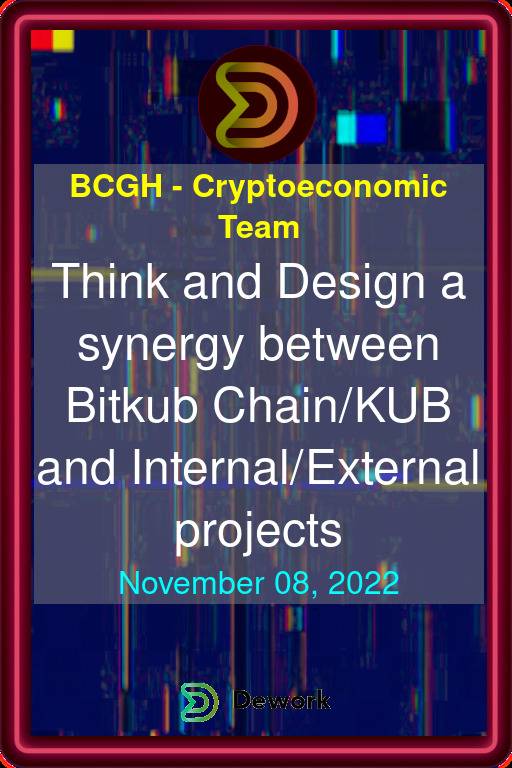 BCGH - Cryptoeconomic
Team
Think and Design a
synergy between
Bitkub Chain/KUB
and Internal/External
projects
November 08, 2022
Dework